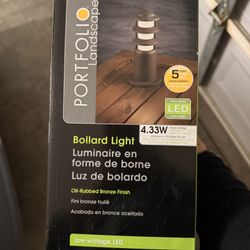 PORTFOLIO
Landscape
5
LED
4.33W
Bollard Light
Luminaire en
forme de borne
Luz de bolardo
Oil-Rubbed Bronze Finish
Fini bronze huilé
Acabado en bronce aceitado
low-voltage LED